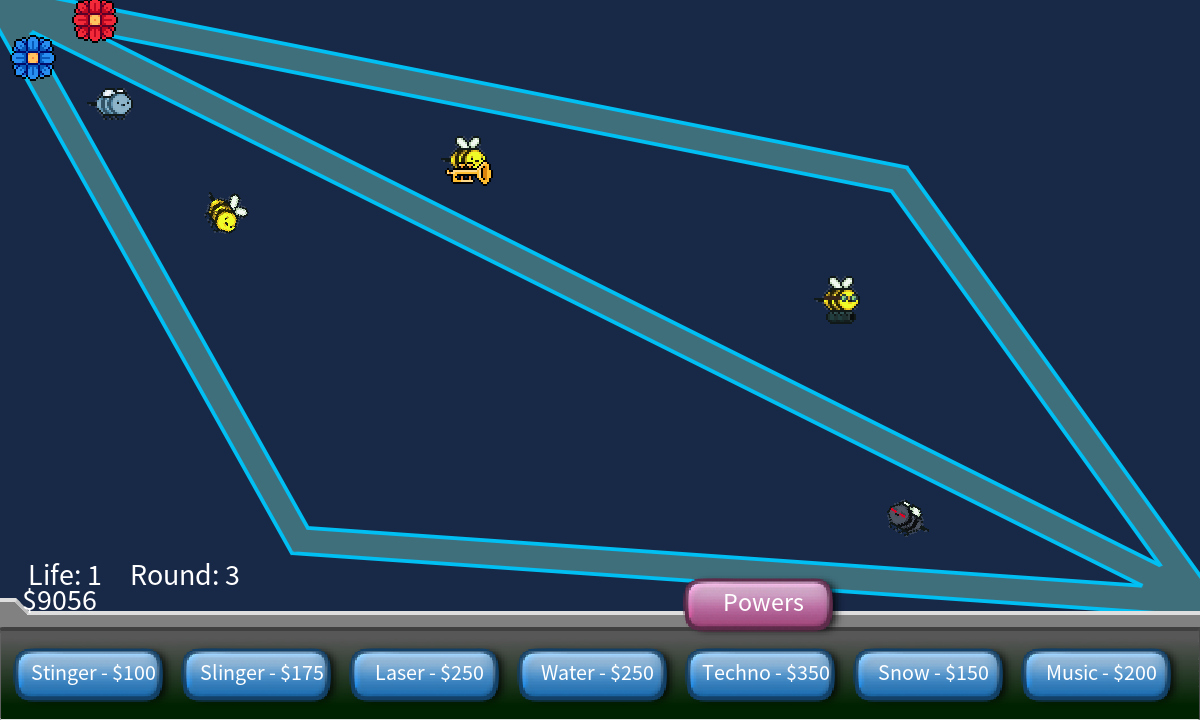 Life: 1 Round: 3
$9056
Powers
Stinger - $100
Slinger - $175
Laser - $250
Water - $250
Techno - $350
Snow - $150
Music - $200